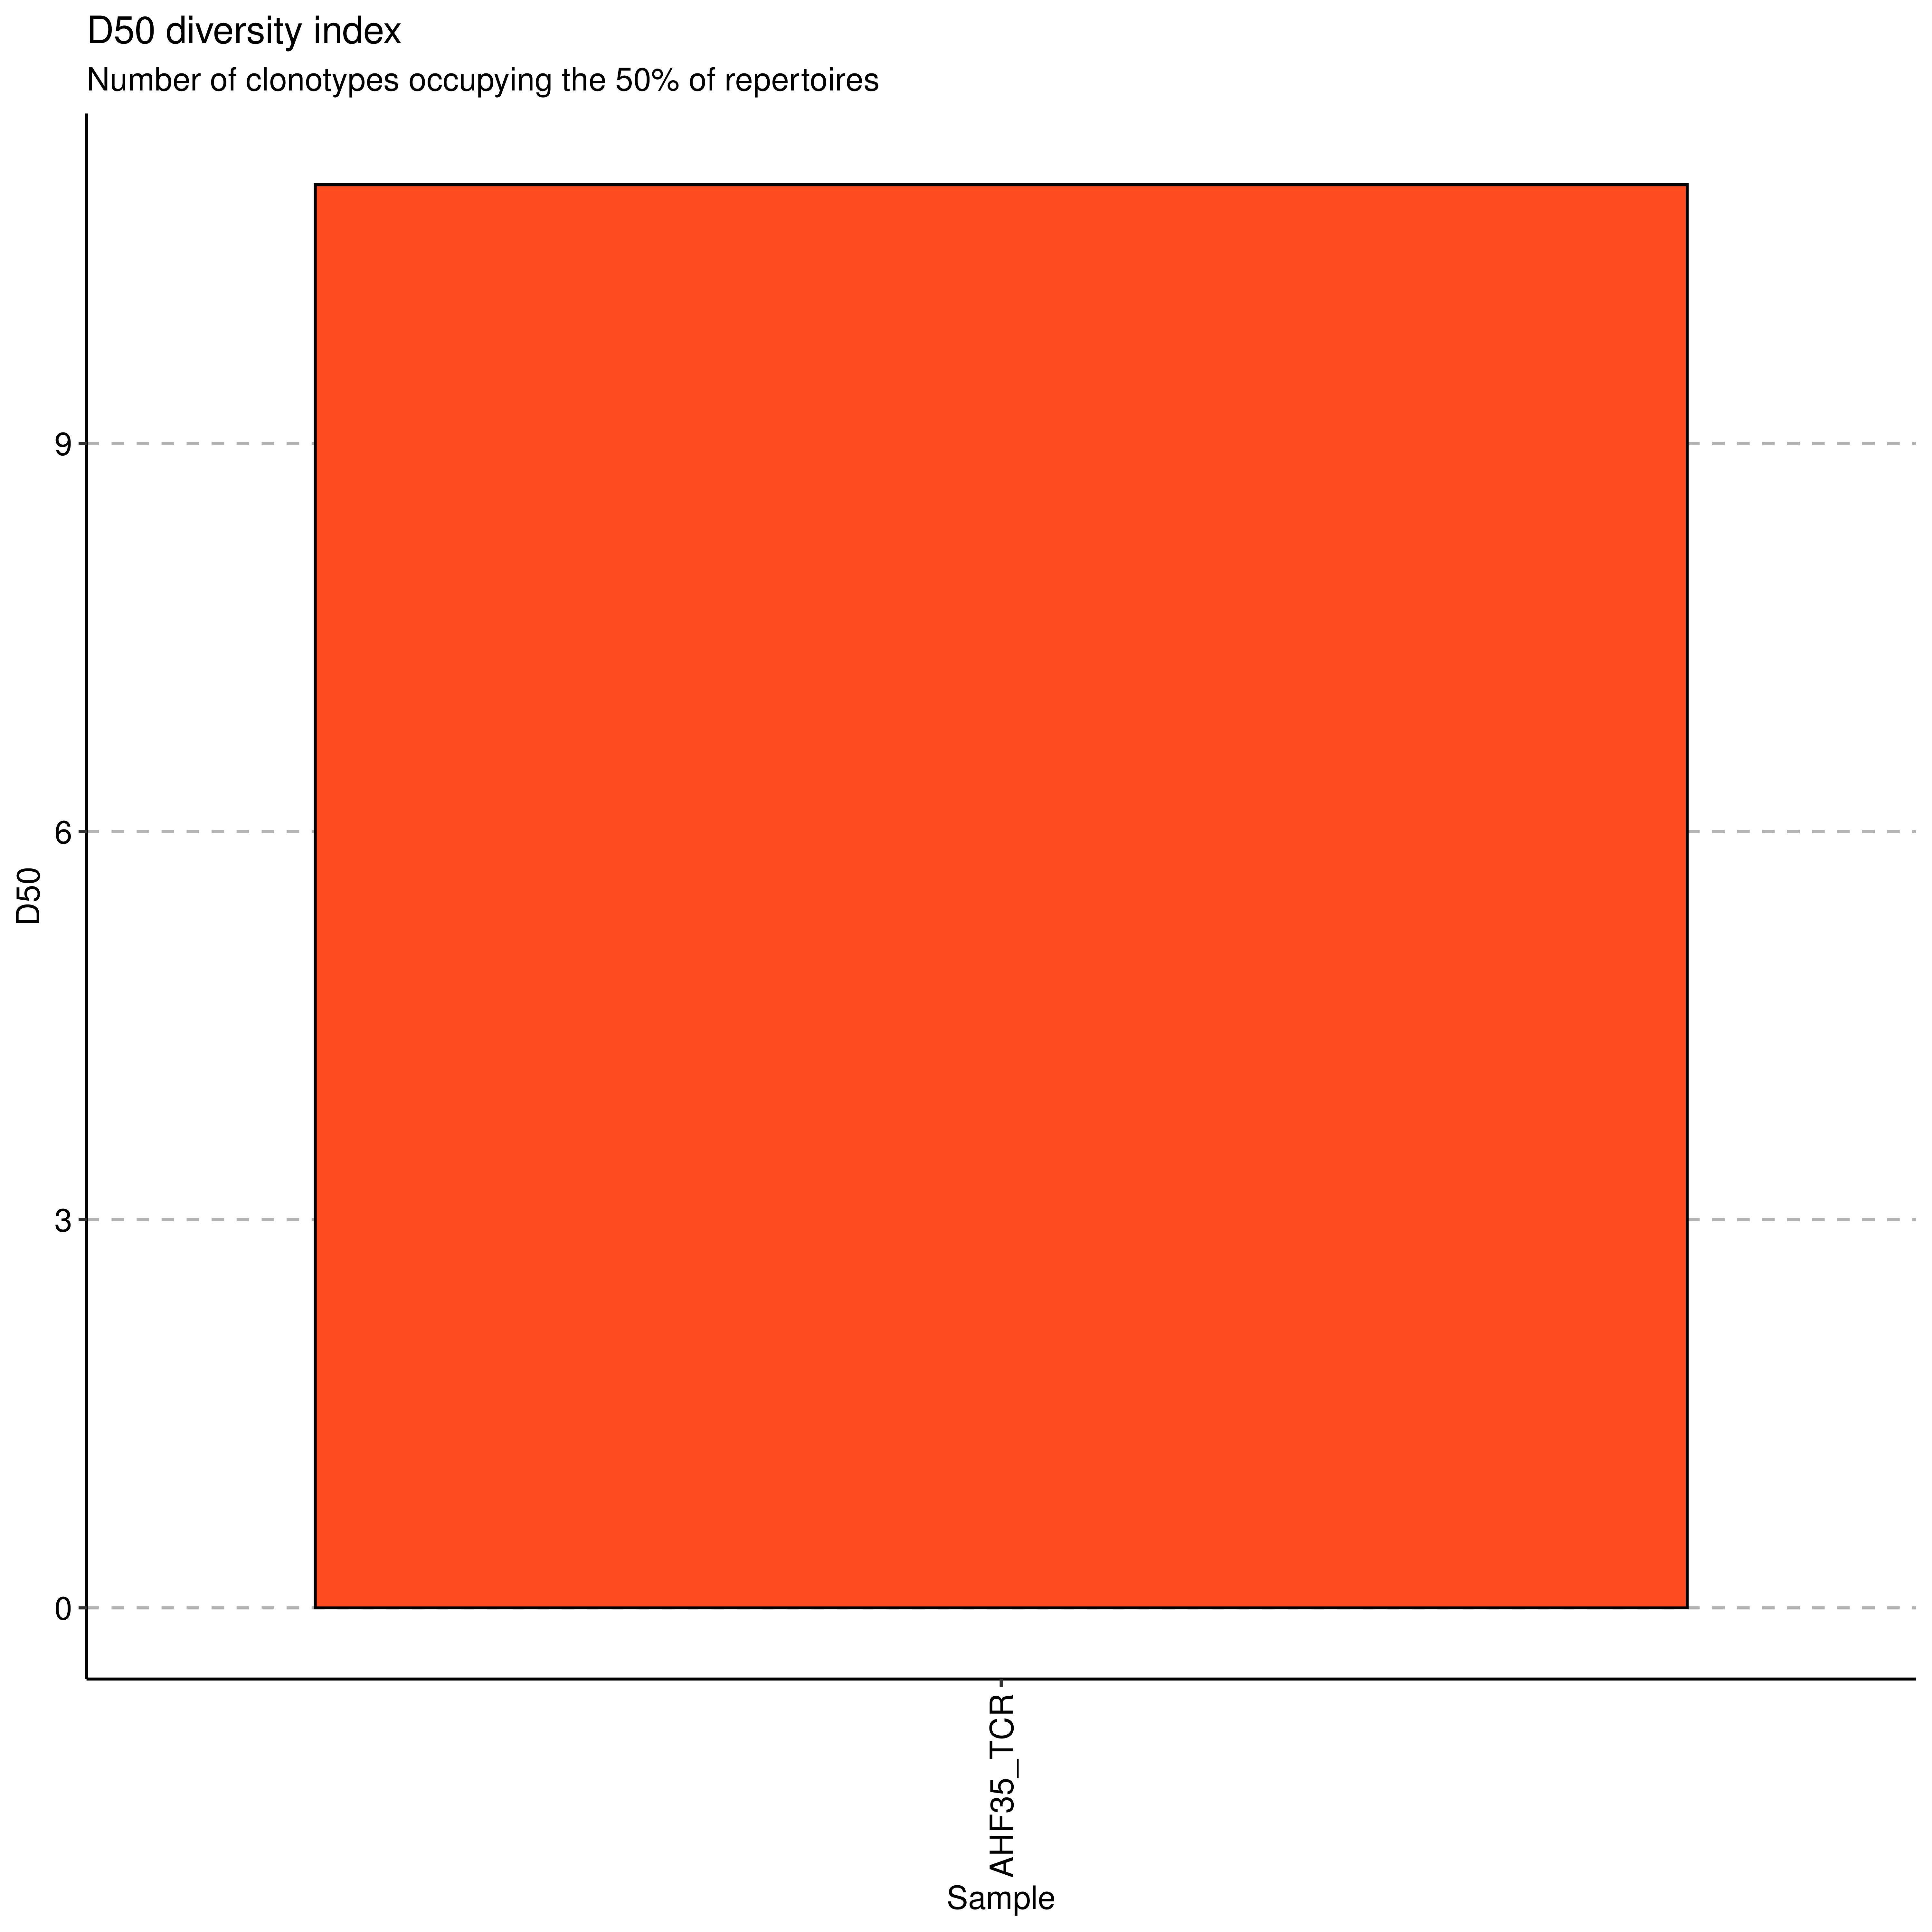 D50 diversity index
Number of clonotypes occupying the 50% of repertoires
9
6
3
0
D50
AHF35_TCR
Sample